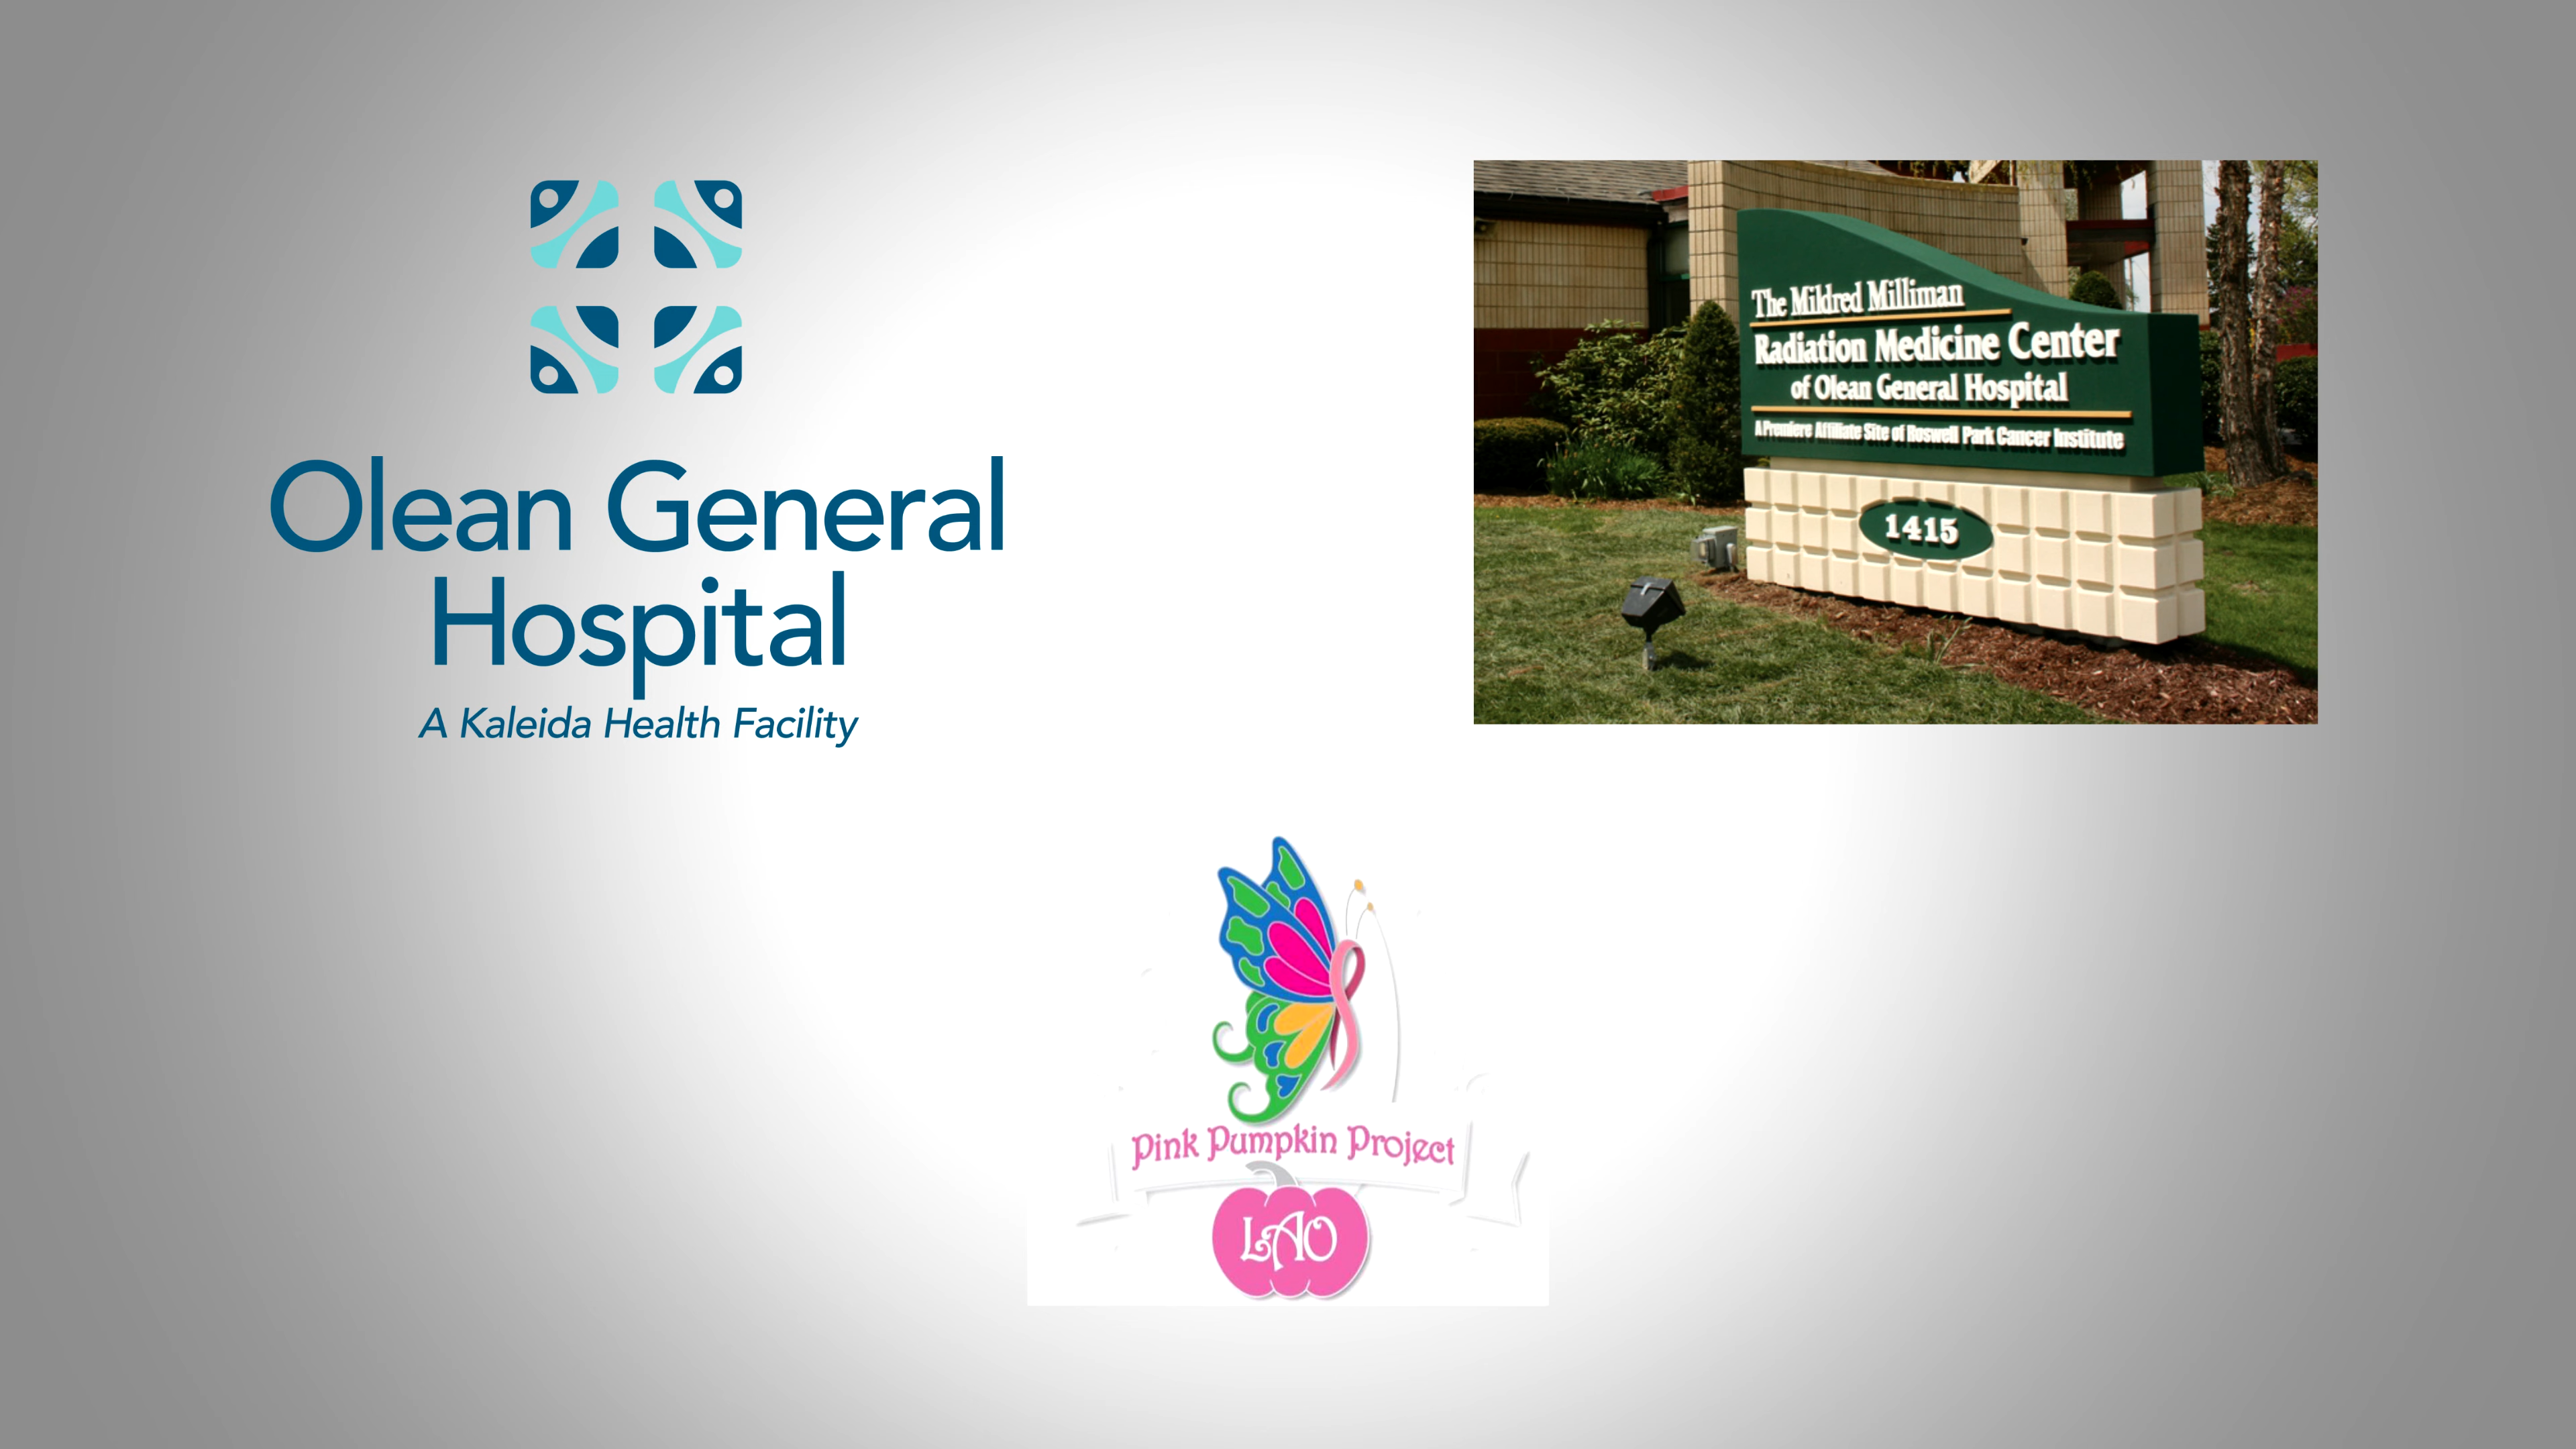 Olean General
Hospital
A Kaleida Health Facility
The Mildred Milliman
Radiation Medicine Center
of Olean General Hospital
A Premiere Affiliate Site of Roswell Park Cancer Institute
1415
Pink Pumpkin Project
LAO